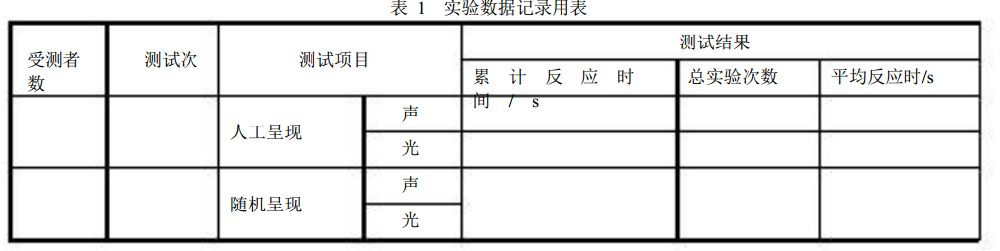 表 1 实验数据记录用表
受测者
数
测试次
测试项目
测试结果
累 计 反 应 时
间 / s
总实验次数
平均反应时/s
人工呈现
声
光
随机呈现
声
光